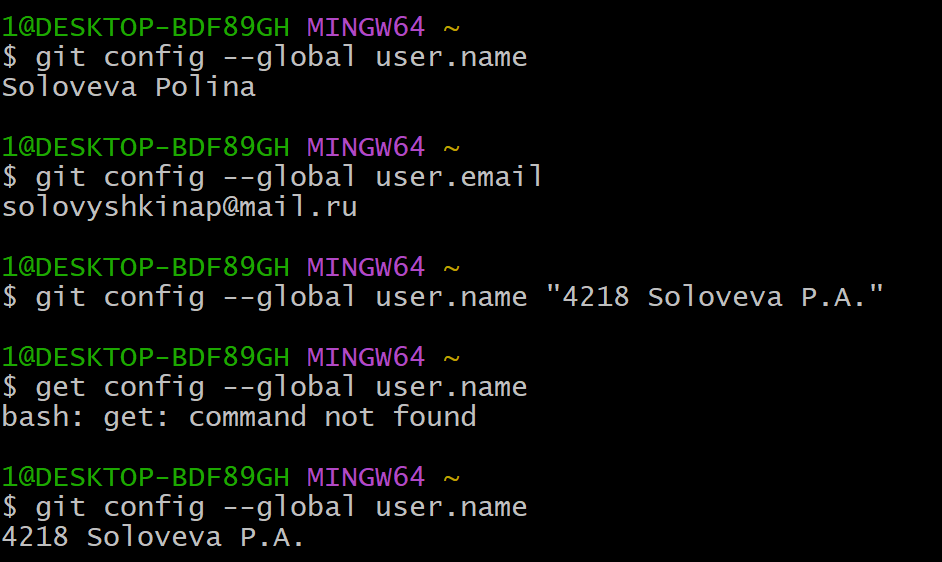 1@DESKTOP-BDF89GH MINGW64 ~
$ git config --global user.name
Soloveva Polina
1@DESKTOP-BDF89GH MINGW64 ~
$ git config --global user.email
solovyshkinap@mail.ru
1@DESKTOP-BDF89GH MINGW64 ~
$ git config --global user.name "4218 Soloveva P.A."
1@DESKTOP-BDF89GH MINGW64 ~
$ get config --global user.name
bash: get: command not found
1@DESKTOP-BDF89GH MINGW64 ~
$ git config --global user.name
4218 Soloveva P.A.